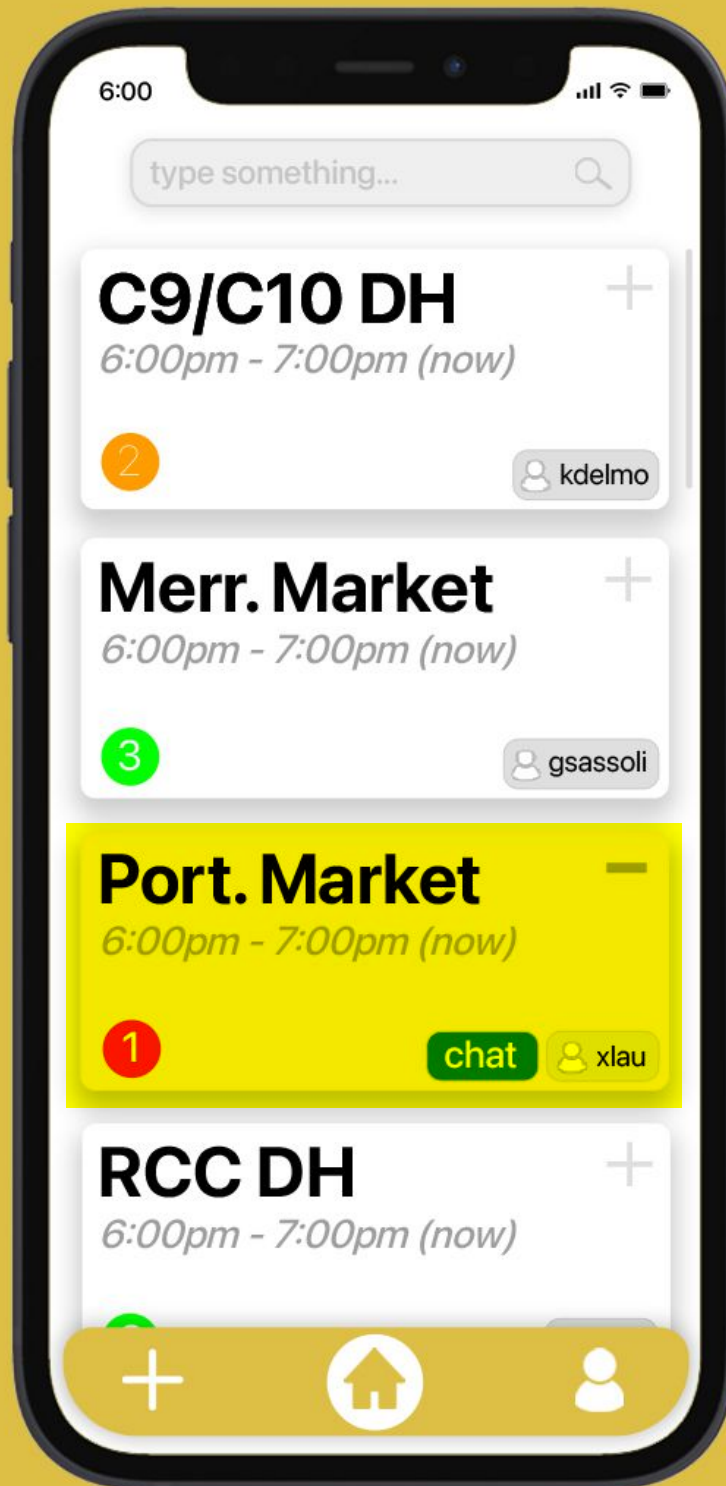 6:00
type something...
C9/C10 DH
6:00pm - 7:00pm (now)
2
kdelmo
Merr. Market
6:00pm - 7:00pm (now)
3
gsassoli
Port. Market
6:00pm - 7:00pm (now)
1
chat
xlau
RCC DH
6:00pm - 7:00pm (now)